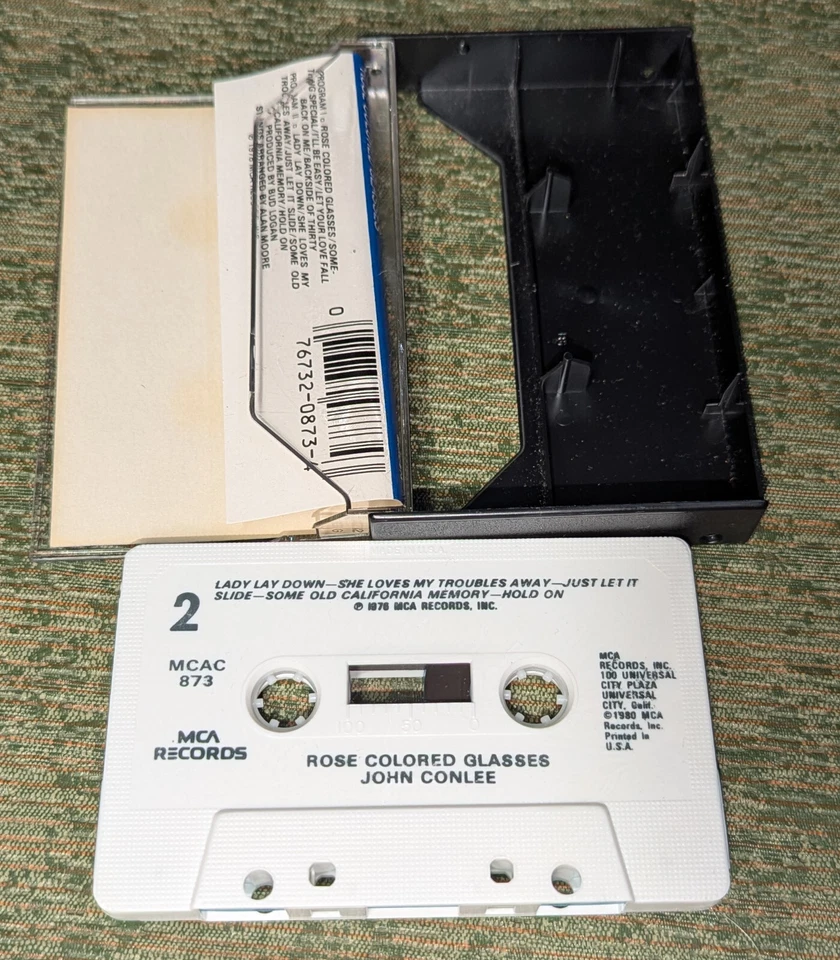 PROGRAM I ROSE COLORED GLASSES/SOME-
THING SPECIAL/I'LL BE EASY/LET YOUR LOVE FALL
BACK ON ME/BACKSIDE OF THIRTY
PROGRAM II LADY LAY DOWN/SHE LOVES MY
TROUBLES AWAY/JUST LET IT SLIDE/SOME OLD
CALIFORNIA MEMORY/HOLD ON
PRODUCED BY BUD LOGAN
ARRANGED BY ALAN MOORE
0
76732-0873-4
MADE IN U.S.A.
2
LADY LAY DOWN—SHE LOVES MY TROUBLES AWAY—JUST LET IT
SLIDE—SOME OLD CALIFORNIA MEMORY—HOLD ON
℗ 1978 MCA RECORDS, INC.
MCAC
873
MCA
RECORDS
100 50 0
MCA
RECORDS, INC.
100 UNIVERSAL
CITY PLAZA
UNIVERSAL
CITY, Calif.
©1980 MCA
Records, Inc.
Printed in
U.S.A.
ROSE COLORED GLASSES
JOHN CONLEE